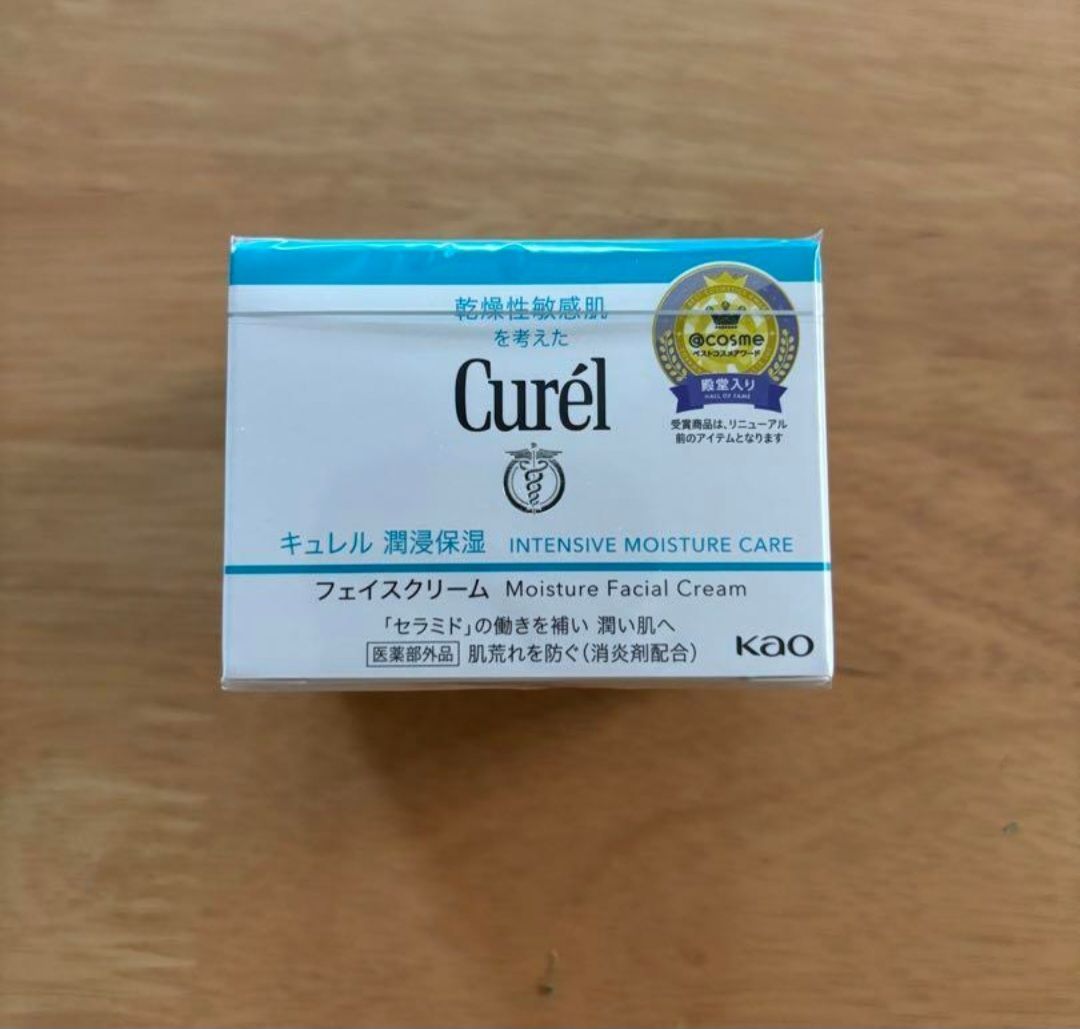 乾燥性敏感肌
を考えた
Curél
@cosme
ベストコスメアワード
殿堂入り
HALL OF FAME
受賞商品は、リニューアル
前のアイテムとなります
キュレル 潤浸保湿 INTENSIVE MOISTURE CARE
フェイスクリーム Moisture Facial Cream
「セラミド」の働きを補い 潤い肌へ
医薬部外品 肌荒れを防ぐ(消炎剤配合)
Kao